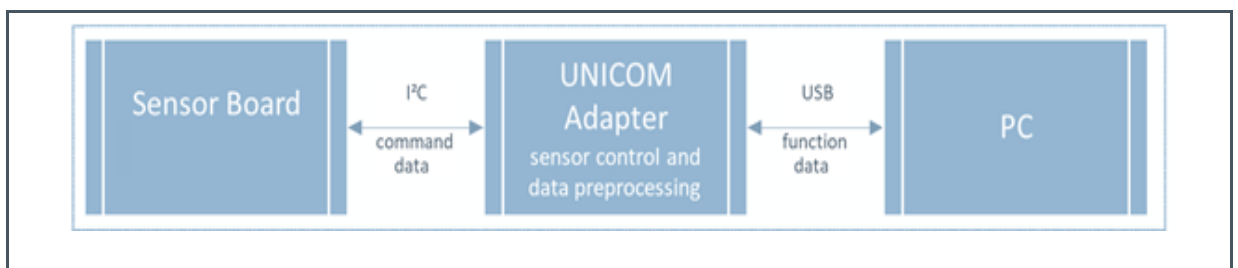 Sensor Board
I²C
command
data
UNICOM
Adapter
sensor control and
data preprocessing
USB
function
data
PC